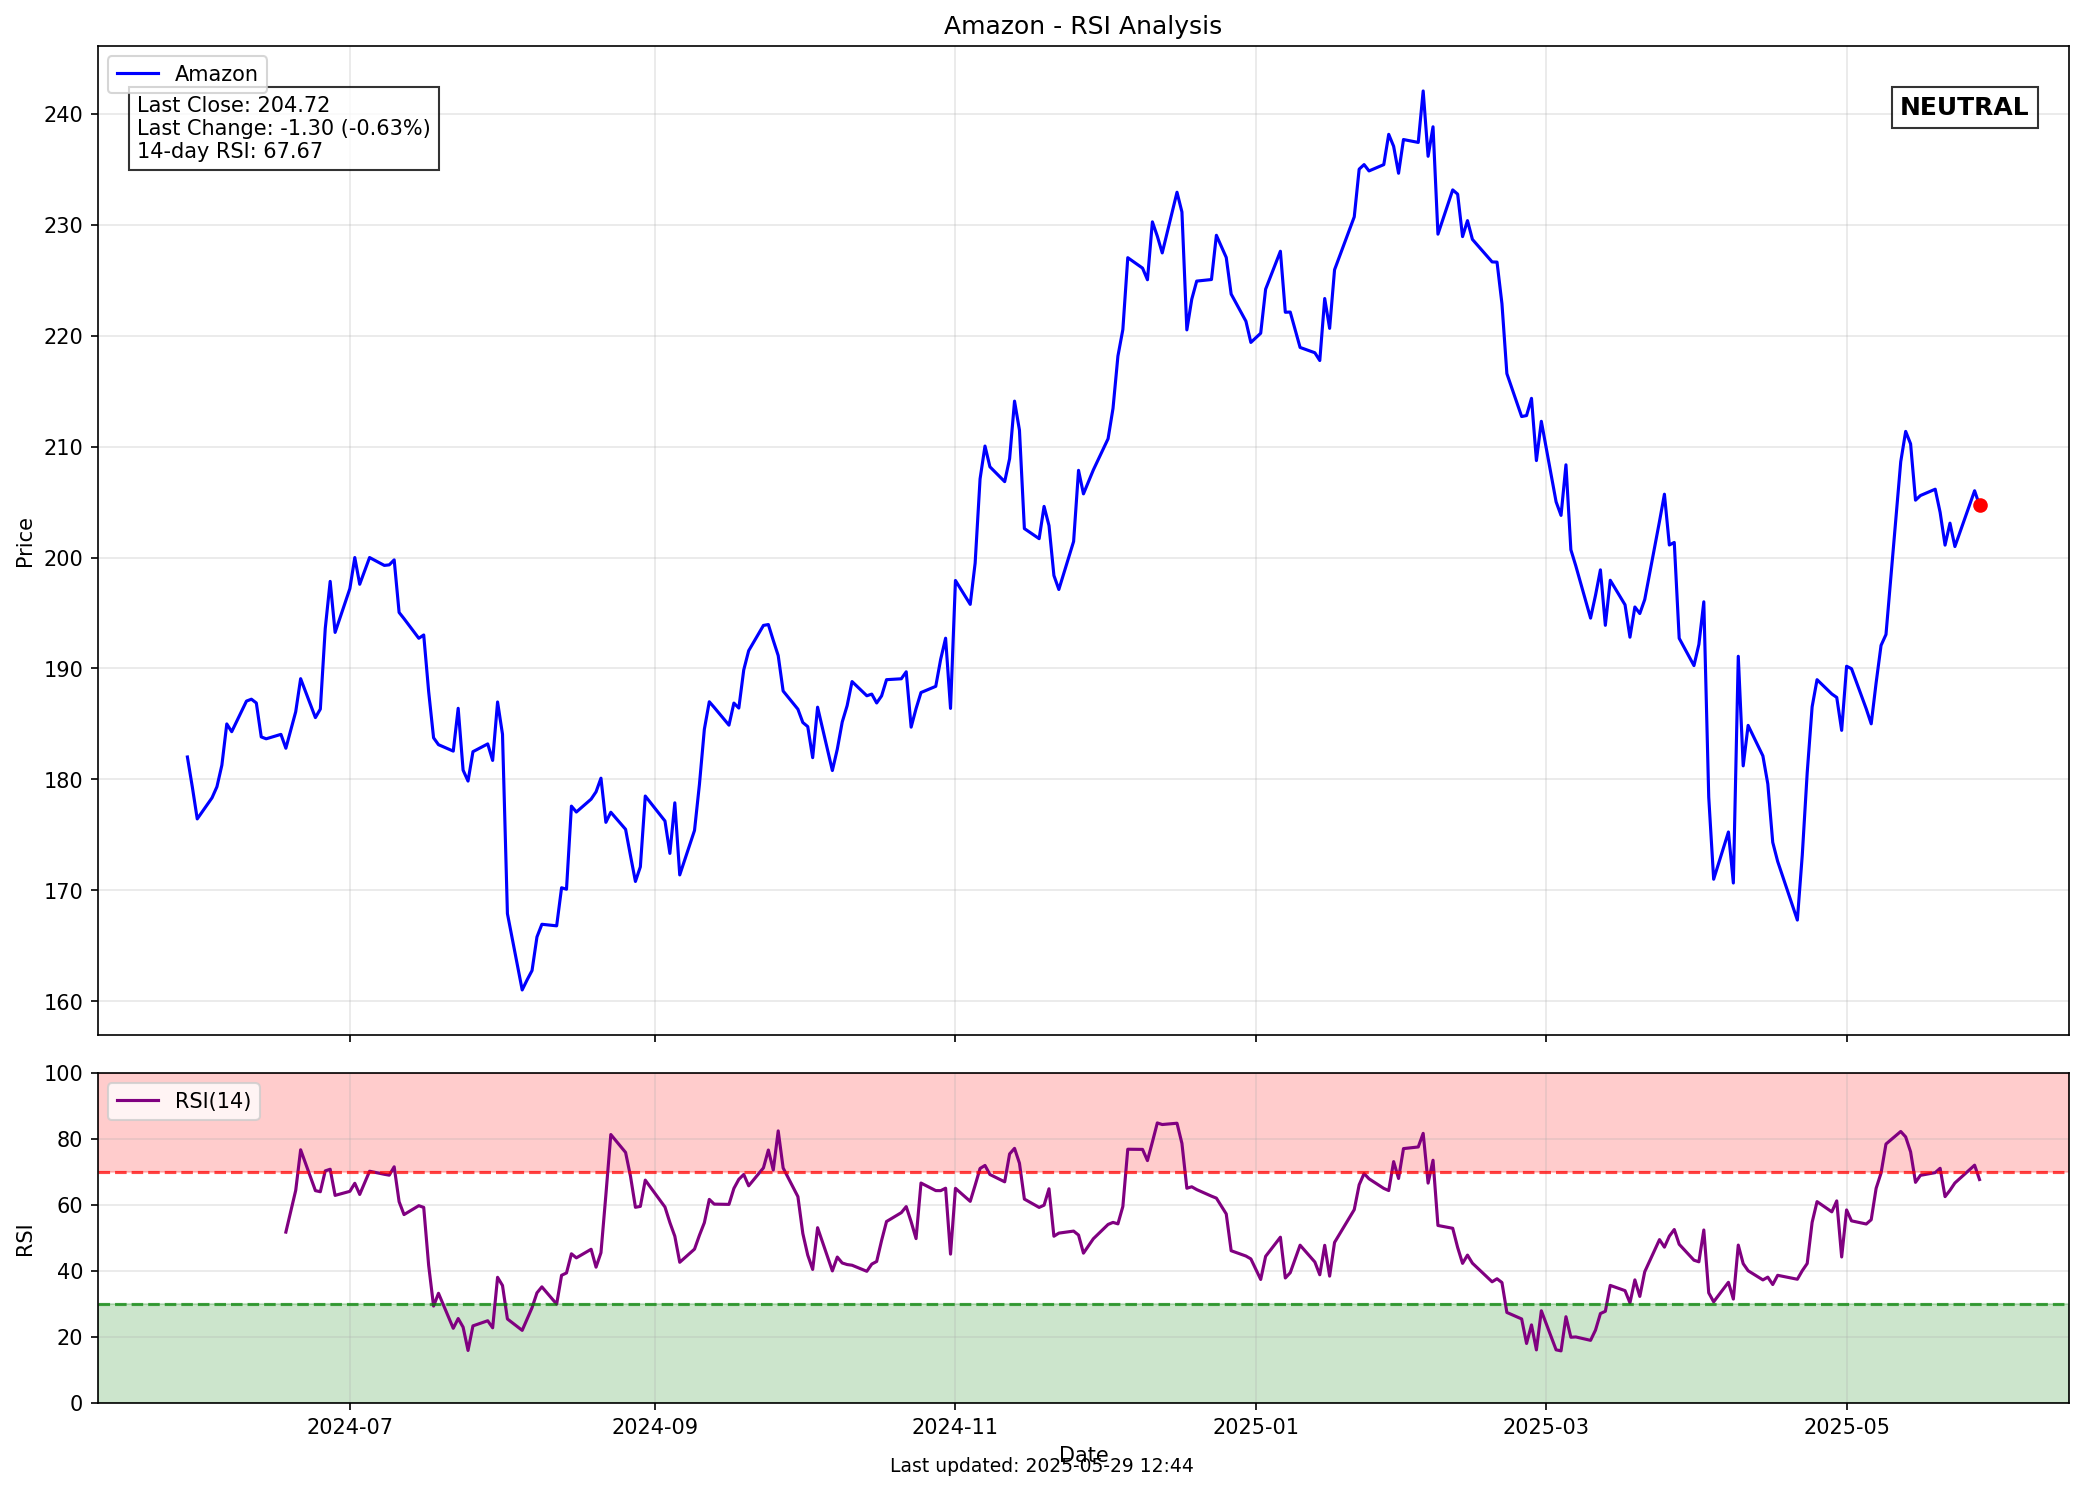 Amazon - RSI Analysis
Amazon
Last Close: 204.72
Last Change: -1.30 (-0.63%)
14-day RSI: 67.67
NEUTRAL
Price
240
230
220
210
200
190
180
170
160
RSI(14)
RSI
100
80
60
40
20
0
2024-07 2024-09 2024-11 2025-01 2025-03 2025-05
Date
Last updated: 2025-05-29 12:44